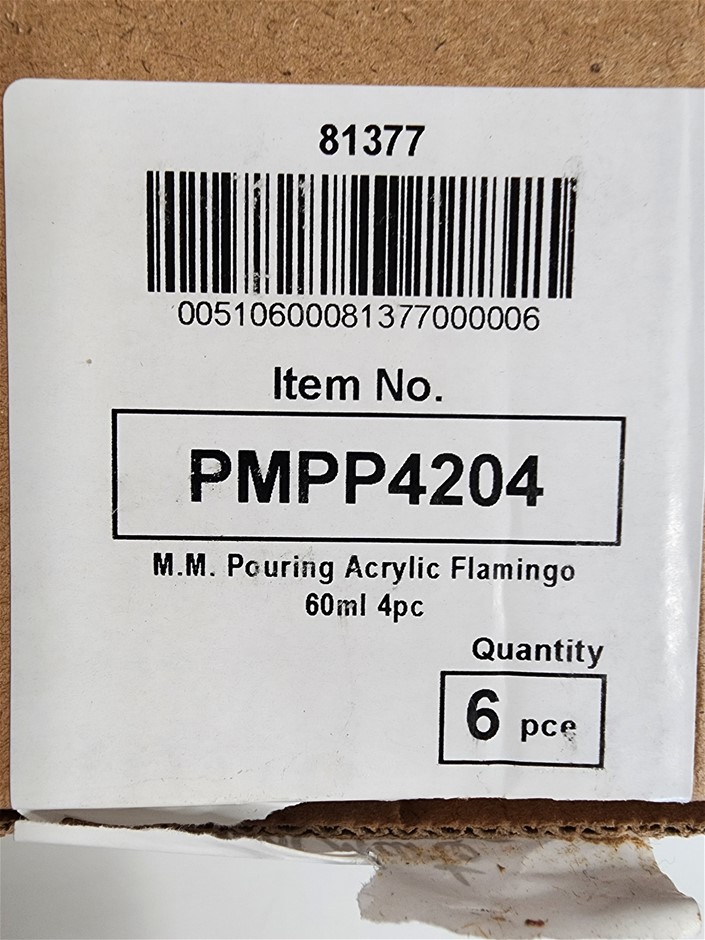 81377
00510600081377000006
Item No.
PMPP4204
M.M. Pouring Acrylic Flamingo
60ml 4pc
Quantity
6 pce